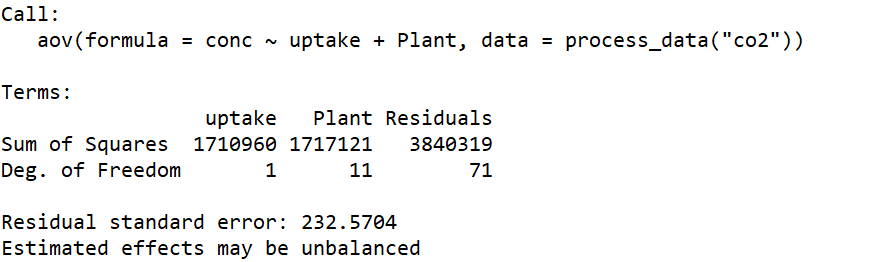 Call:
   aov(formula = conc ~ uptake + Plant, data = process_data("co2"))

Terms:
                 uptake   Plant Residuals
Sum of Squares  1710960 1717121   3840319
Deg. of Freedom       1      11        71

Residual standard error: 232.5704
Estimated effects may be unbalanced